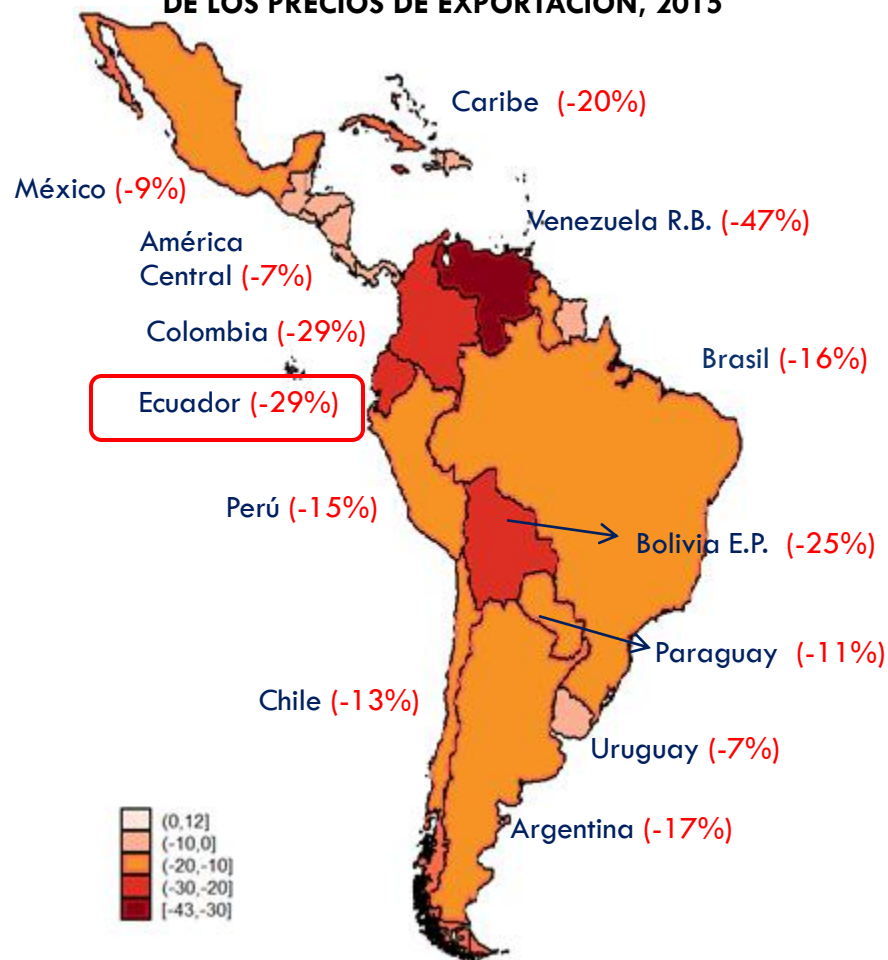 DE LOS PRECIOS DE EXPORTACIÓN, 2015
Caribe (-20%)
México (-9%)
Venezuela R.B. (-47%)
América
Central (-7%)
Colombia (-29%)
Brasil (-16%)
Ecuador (-29%)
Perú (-15%)
Bolivia E.P. (-25%)
Paraguay (-11%)
Chile (-13%)
Uruguay (-7%)
Argentina (-17%)
(0,12]
(-10,0]
(-20,-10]
(-30,-20]
[-43,-30]